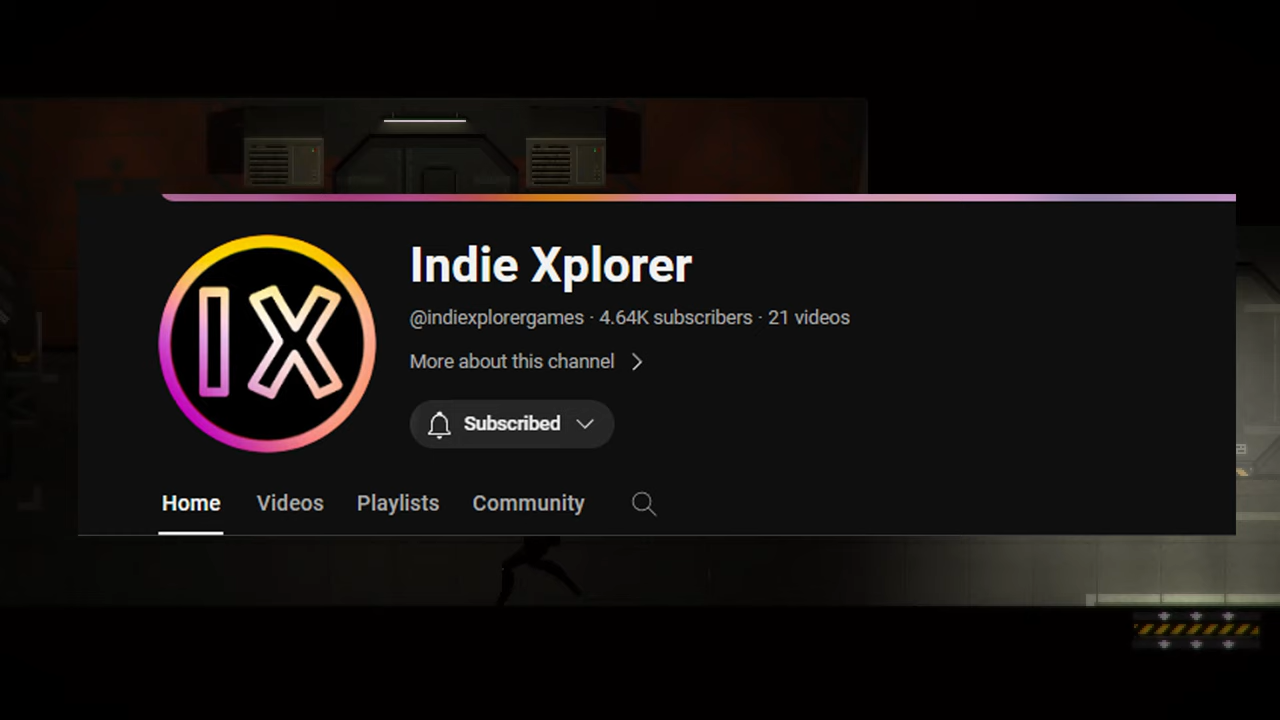 IX
Indie Xplorer
@indiexplorergames · 4.64K subscribers · 21 videos
More about this channel
Subscribed
Home Videos Playlists Community